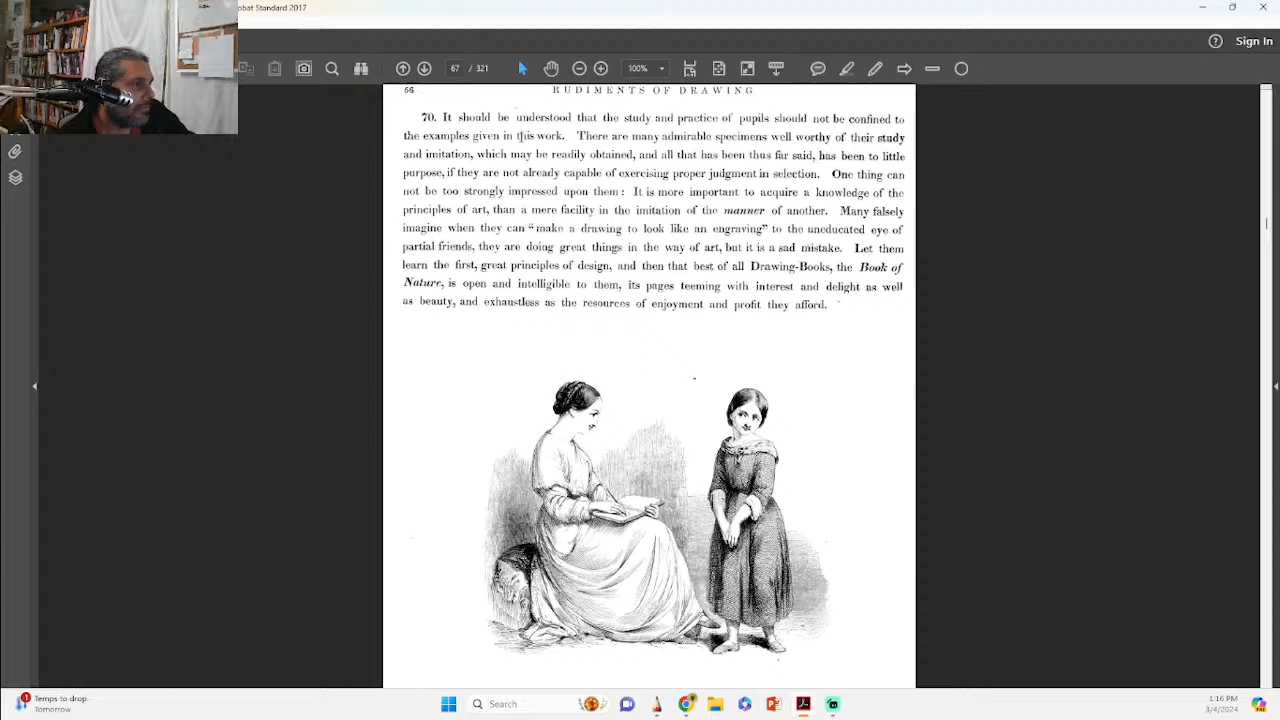 obat Standard 2017
Sign In
67 / 321
100%
66
RUDIMENTS OF DRAWING
70. It should be understood that the study and practice of pupils should not be confined to
the examples given in this work. There are many admirable specimens well worthy of their study
and imitation, which may be readily obtained, and all that has been thus far said, has been to little
purpose, if they are not already capable of exercising proper judgment in selection. One thing can
not be too strongly impressed upon them: It is more important to acquire a knowledge of the
principles of art, than a mere facility in the imitation of the manner of another. Many falsely
imagine when they can "make a drawing to look like an engraving" to the uneducated eye of
partial friends, they are doing great things in the way of art, but it is a sad mistake. Let them
learn the first, great principles of design, and then that best of all Drawing-Books, the Book of
Nature, is open and intelligible to them, its pages teeming with interest and delight as well
as beauty, and exhaustless as the resources of enjoyment and profit they afford.
1
Temps to drop
Tomorrow
Search
1:16 PM
3/4/2024